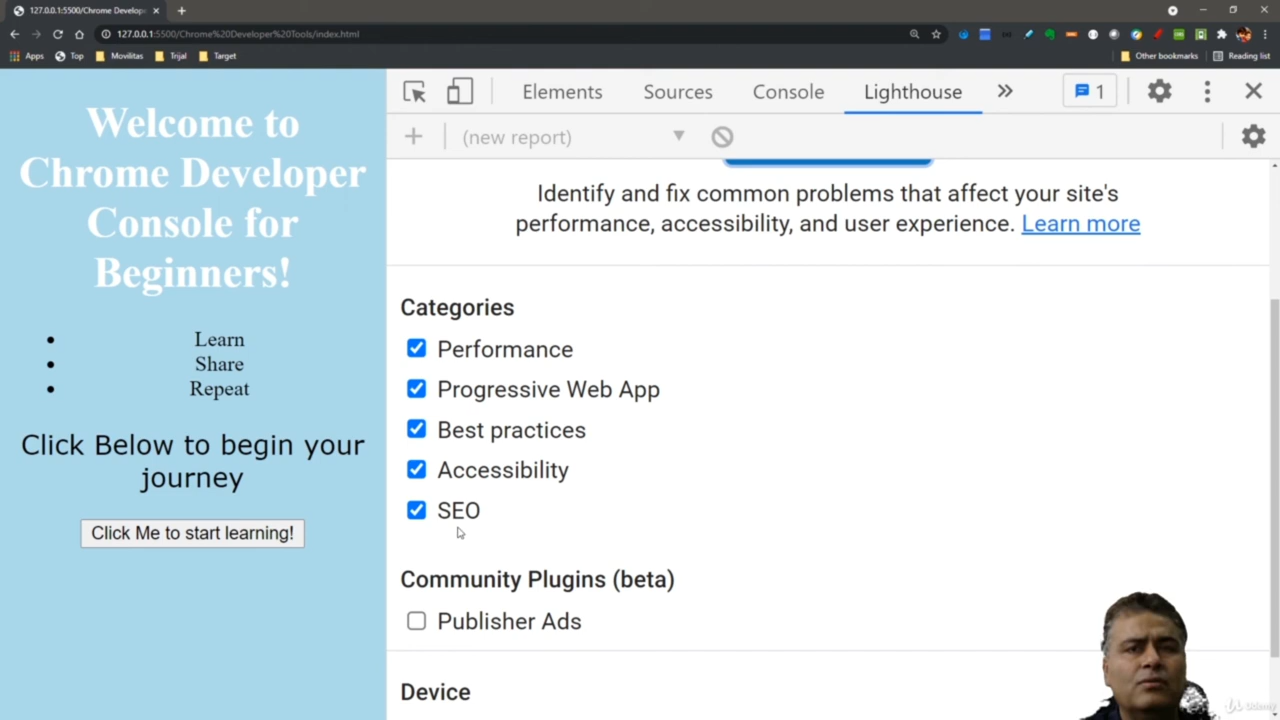 127.0.0.1:5500/Chrome Develop
127.0.0.1:5500/Chrome%20Developer%20Tools/index.html
Apps Top Movilitas Trijal Target Other bookmarks Reading list
Welcome to
Chrome Developer
Console for
Beginners!
Learn
Share
Repeat
Click Below to begin your
journey
Click Me to start learning!
Elements Sources Console Lighthouse 1
(new report)
Identify and fix common problems that affect your site's
performance, accessibility, and user experience. Learn more
Categories
Performance
Progressive Web App
Best practices
Accessibility
SEO
Community Plugins (beta)
Publisher Ads
Device
Udemy